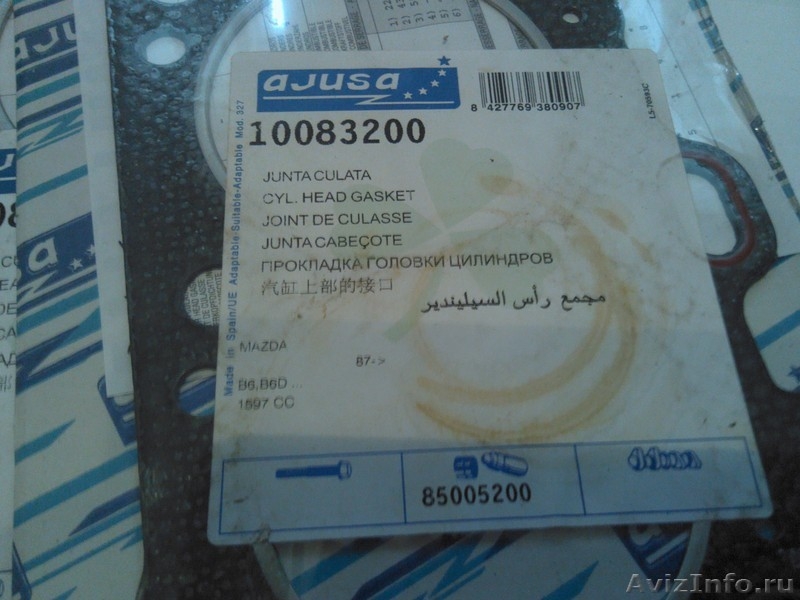 ajusa
8 427769 380907
10083200
JUNTA CULATA
CYL. HEAD GASKET
JOINT DE CULASSE
JUNTA CABEÇOTE
ПРОКЛАДКА ГОЛОВКИ ЦИЛИНДРОВ
汽缸上部的接口
مجمع رأس السيليندير
MAZDA
87->
B6,B6D ...
1597 CC
85005200
Made in Spain/UE Adaptable-Suitable-Adaptable Mod. 327
AvizInfo.ru